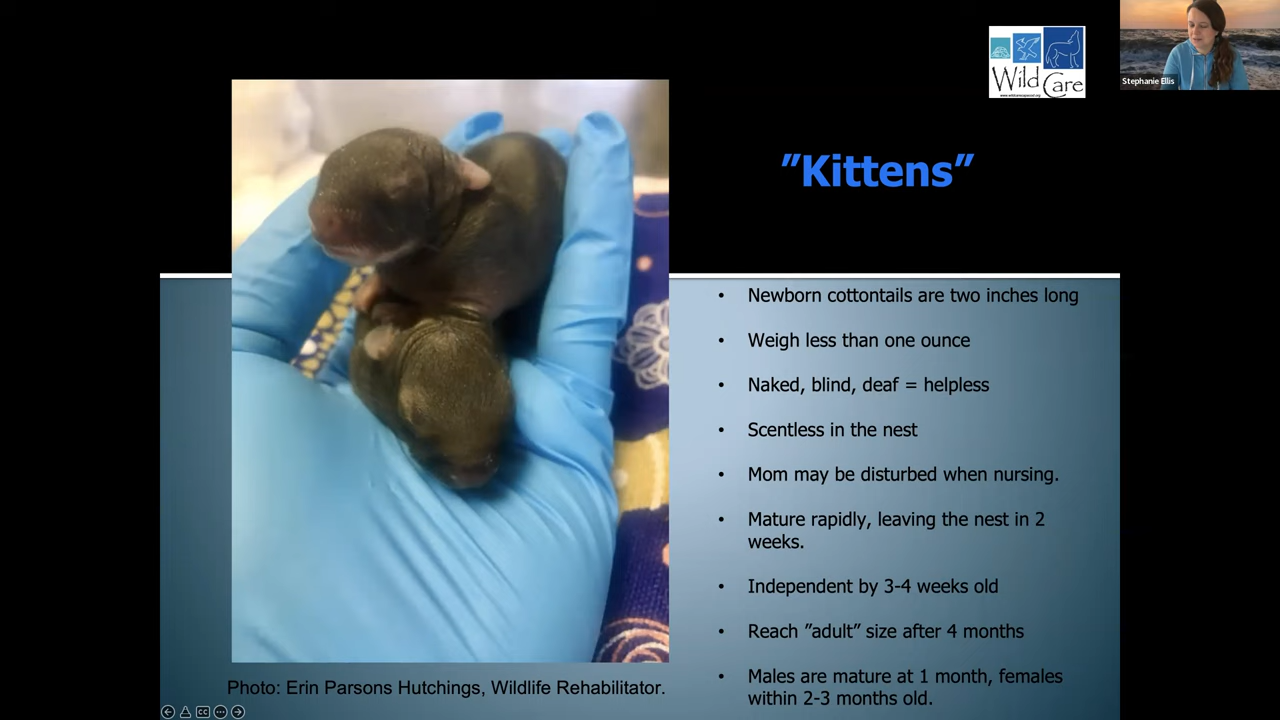 Wild Care
Stephanie Ellis
"Kittens"
• Newborn cottontails are two inches long
• Weigh less than one ounce
• Naked, blind, deaf = helpless
• Scentless in the nest
• Mom may be disturbed when nursing.
• Mature rapidly, leaving the nest in 2
weeks.
• Independent by 3-4 weeks old
• Reach "adult" size after 4 months
• Males are mature at 1 month, females
within 2-3 months old.
Photo: Erin Parsons Hutchings, Wildlife Rehabilitator.
CC